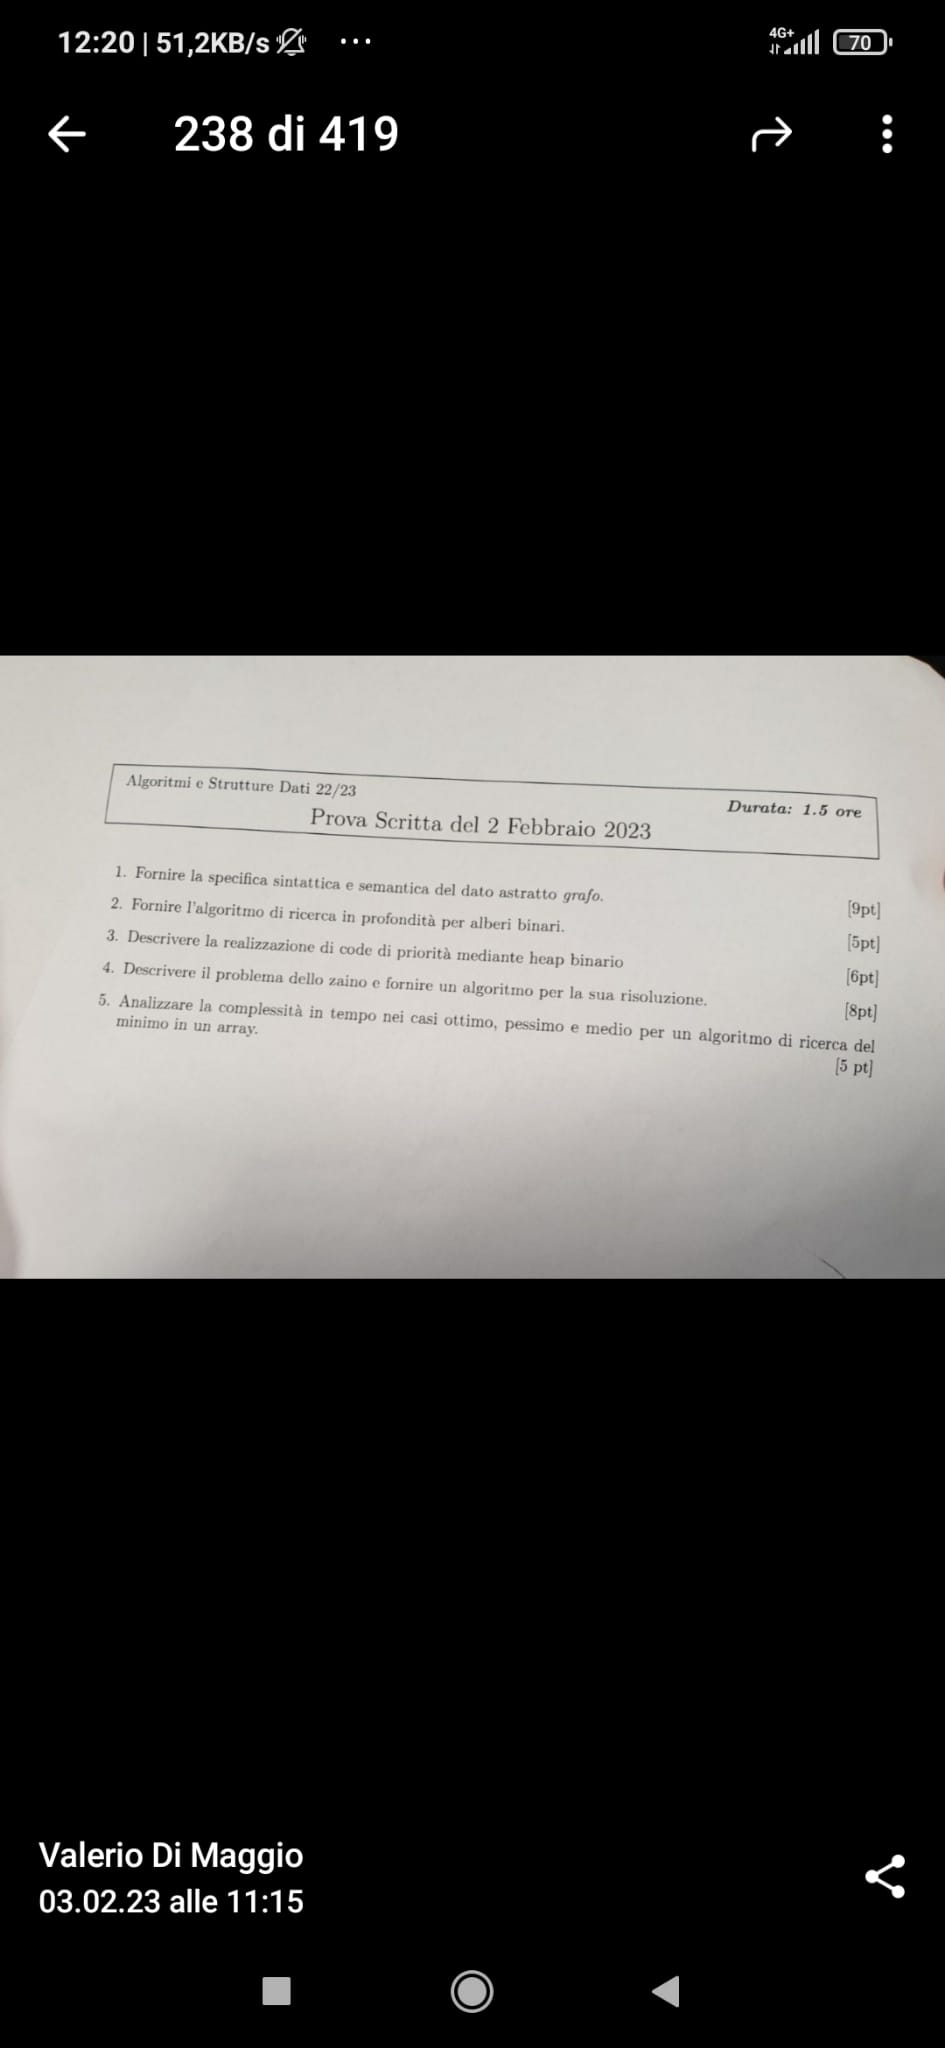 12:20 | 51,2KB/s ...
4G+
70
238 di 419
Algoritmi e Strutture Dati 22/23
Durata: 1.5 ore
Prova Scritta del 2 Febbraio 2023
1. Fornire la specifica sintattica e semantica del dato astratto grafo. [9pt]
2. Fornire l'algoritmo di ricerca in profondità per alberi binari. [5pt]
3. Descrivere la realizzazione di code di priorità mediante heap binario [6pt]
4. Descrivere il problema dello zaino e fornire un algoritmo per la sua risoluzione. [8pt]
5. Analizzare la complessità in tempo nei casi ottimo, pessimo e medio per un algoritmo di ricerca del
minimo in un array. [5 pt]
Valerio Di Maggio
03.02.23 alle 11:15